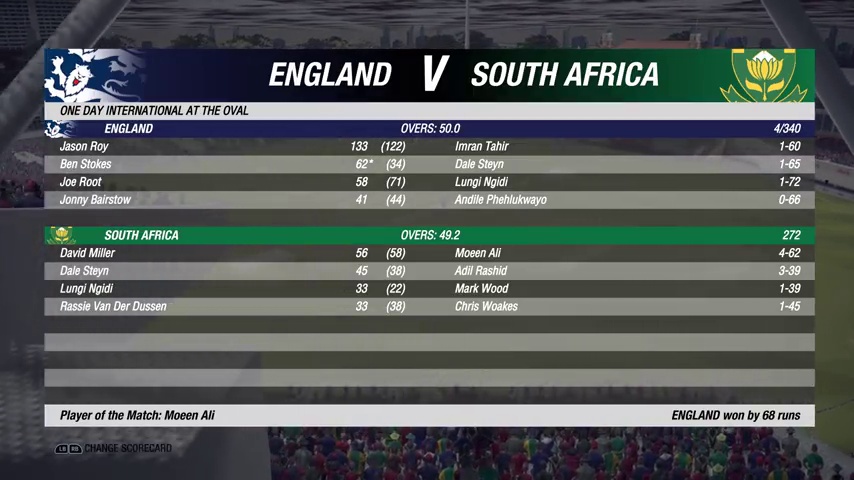 ENGLAND V SOUTH AFRICA
ONE DAY INTERNATIONAL AT THE OVAL
ENGLAND OVERS: 50.0 4/340
Jason Roy 133 (122) Imran Tahir 1-60
Ben Stokes 62* (34) Dale Steyn 1-65
Joe Root 58 (71) Lungi Ngidi 1-72
Jonny Bairstow 41 (44) Andile Phehlukwayo 0-66
SOUTH AFRICA OVERS: 49.2 272
David Miller 56 (58) Moeen Ali 4-62
Dale Steyn 45 (38) Adil Rashid 3-39
Lungi Ngidi 33 (22) Mark Wood 1-39
Rassie Van Der Dussen 33 (38) Chris Woakes 1-45
Player of the Match: Moeen Ali ENGLAND won by 68 runs
LB RB CHANGE SCORECARD